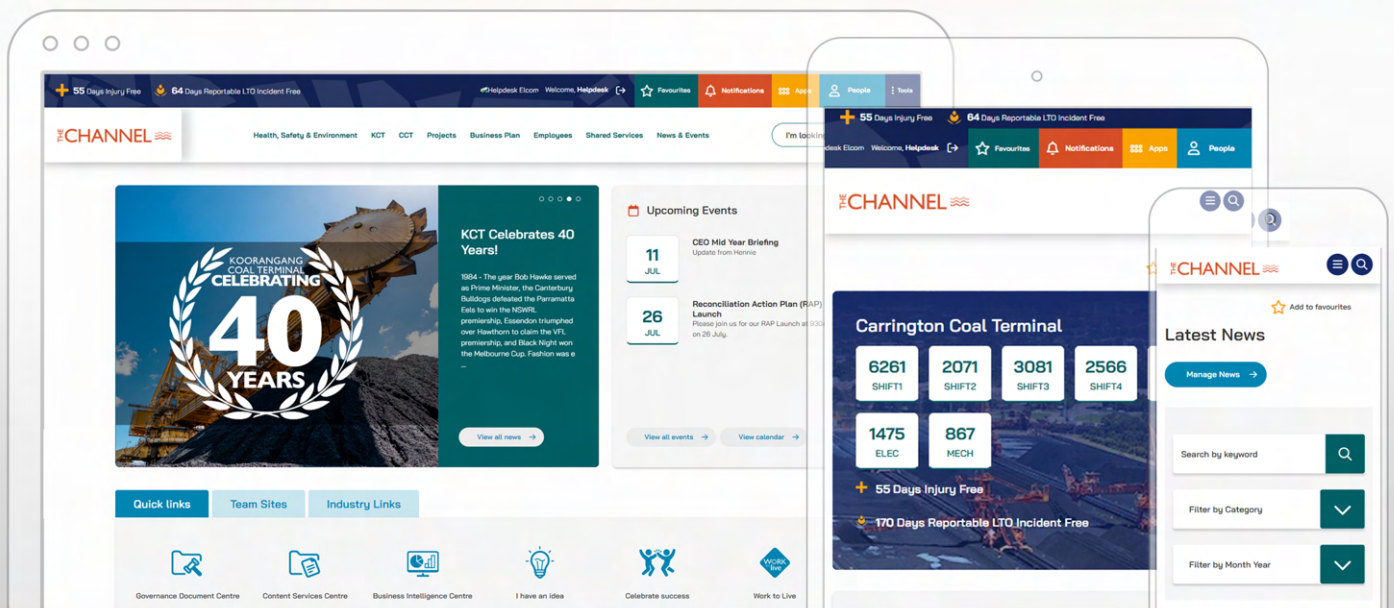 55 Days Injury Free
64 Days Reportable LTO Incident Free
Helpdesk Elcom Welcome, Helpdesk
Favourites
Notifications
Apps
People
Tools
THE CHANNEL
Health, Safety & Environment
KCT
CCT
Projects
Business Plan
Employees
Shared Services
News & Events
I'm lookin
KOORANGANG
COAL TERMINAL
CELEBRATING
40
YEARS
KCT Celebrates 40
Years!
1984 - The year Bob Hawke served
as Prime Minister, the Canterbury
Bulldogs defeated the Parramatta
Eels to win the NSWRL
premiership, Essendon triumphed
over Hawthorn to claim the VFL
premiership, and Black Night won
the Melbourne Cup. Fashion was e
...
View all news
Upcoming Events
11
JUL
CEO Mid Year Briefing
Update from Hennie
26
JUL
Reconciliation Action Plan (RAP)
Launch
Please join us for our RAP Launch at 930
on 26 July.
View all events
View calendar
Quick links
Team Sites
Industry Links
Governance Document Centre
Content Services Centre
Business Intelligence Centre
I have an idea
Celebrate success
WORK
live
Work to Live
55 Days Injury Free
64 Days Reportable LTO Incident Free
desk Elcom Welcome, Helpdesk
Favourites
Notifications
Apps
People
THE CHANNEL
Carrington Coal Terminal
6261
SHIFT1
2071
SHIFT2
3081
SHIFT3
2566
SHIFT4
1475
ELEC
867
MECH
55 Days Injury Free
170 Days Reportable LTO Incident Free
THE CHANNEL
Add to favourites
Latest News
Manage News
Search by keyword
Filter by Category
Filter by Month Year